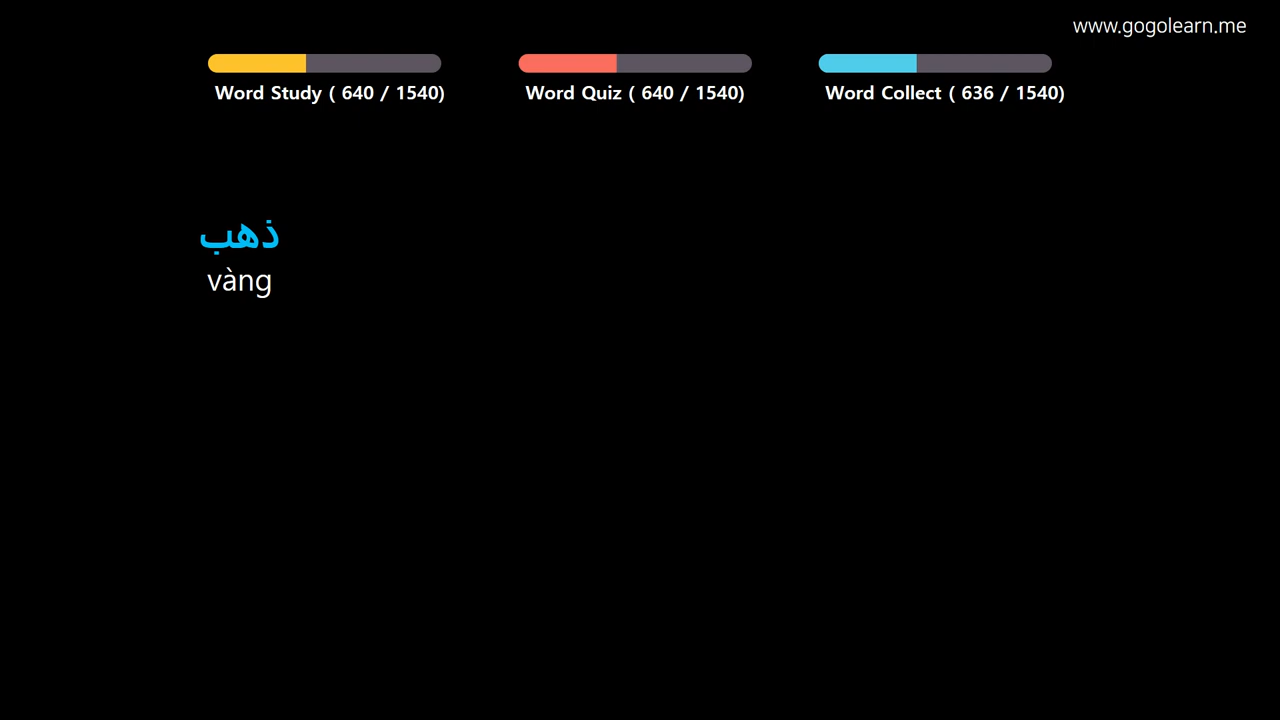 www.gogolearn.me
Word Study ( 640 / 1540)
Word Quiz ( 640 / 1540)
Word Collect ( 636 / 1540)
ذهب
vàng